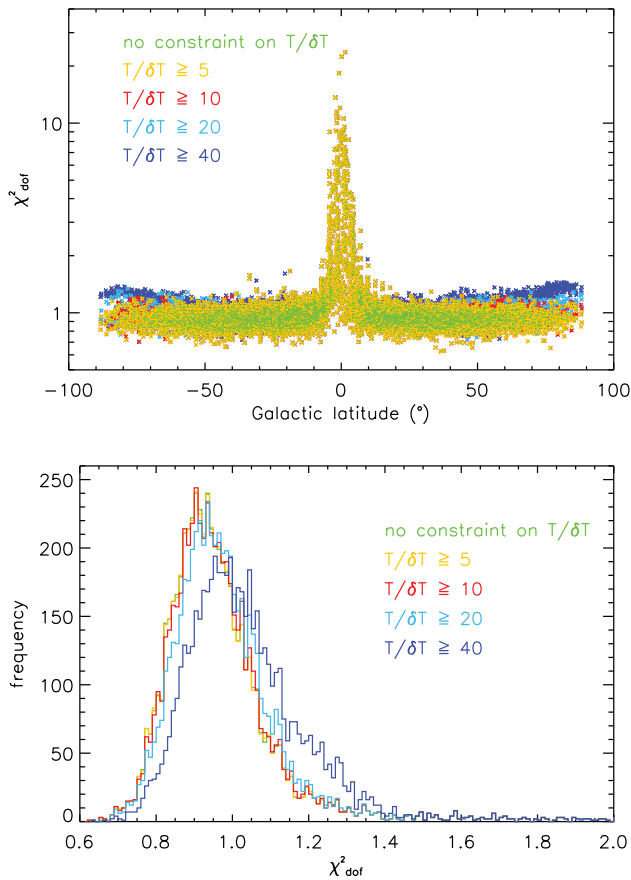 10
1
χ²dof
no constraint on T/δT
T/δT ≧ 5
T/δT ≧ 10
T/δT ≧ 20
T/δT ≧ 40
−100 −50 0 50 100
Galactic latitude (°)
250
200
150
100
50
0
frequency
no constraint on T/δT
T/δT ≧ 5
T/δT ≧ 10
T/δT ≧ 20
T/δT ≧ 40
0.6 0.8 1.0 1.2 1.4 1.6 1.8 2.0
χ²dof